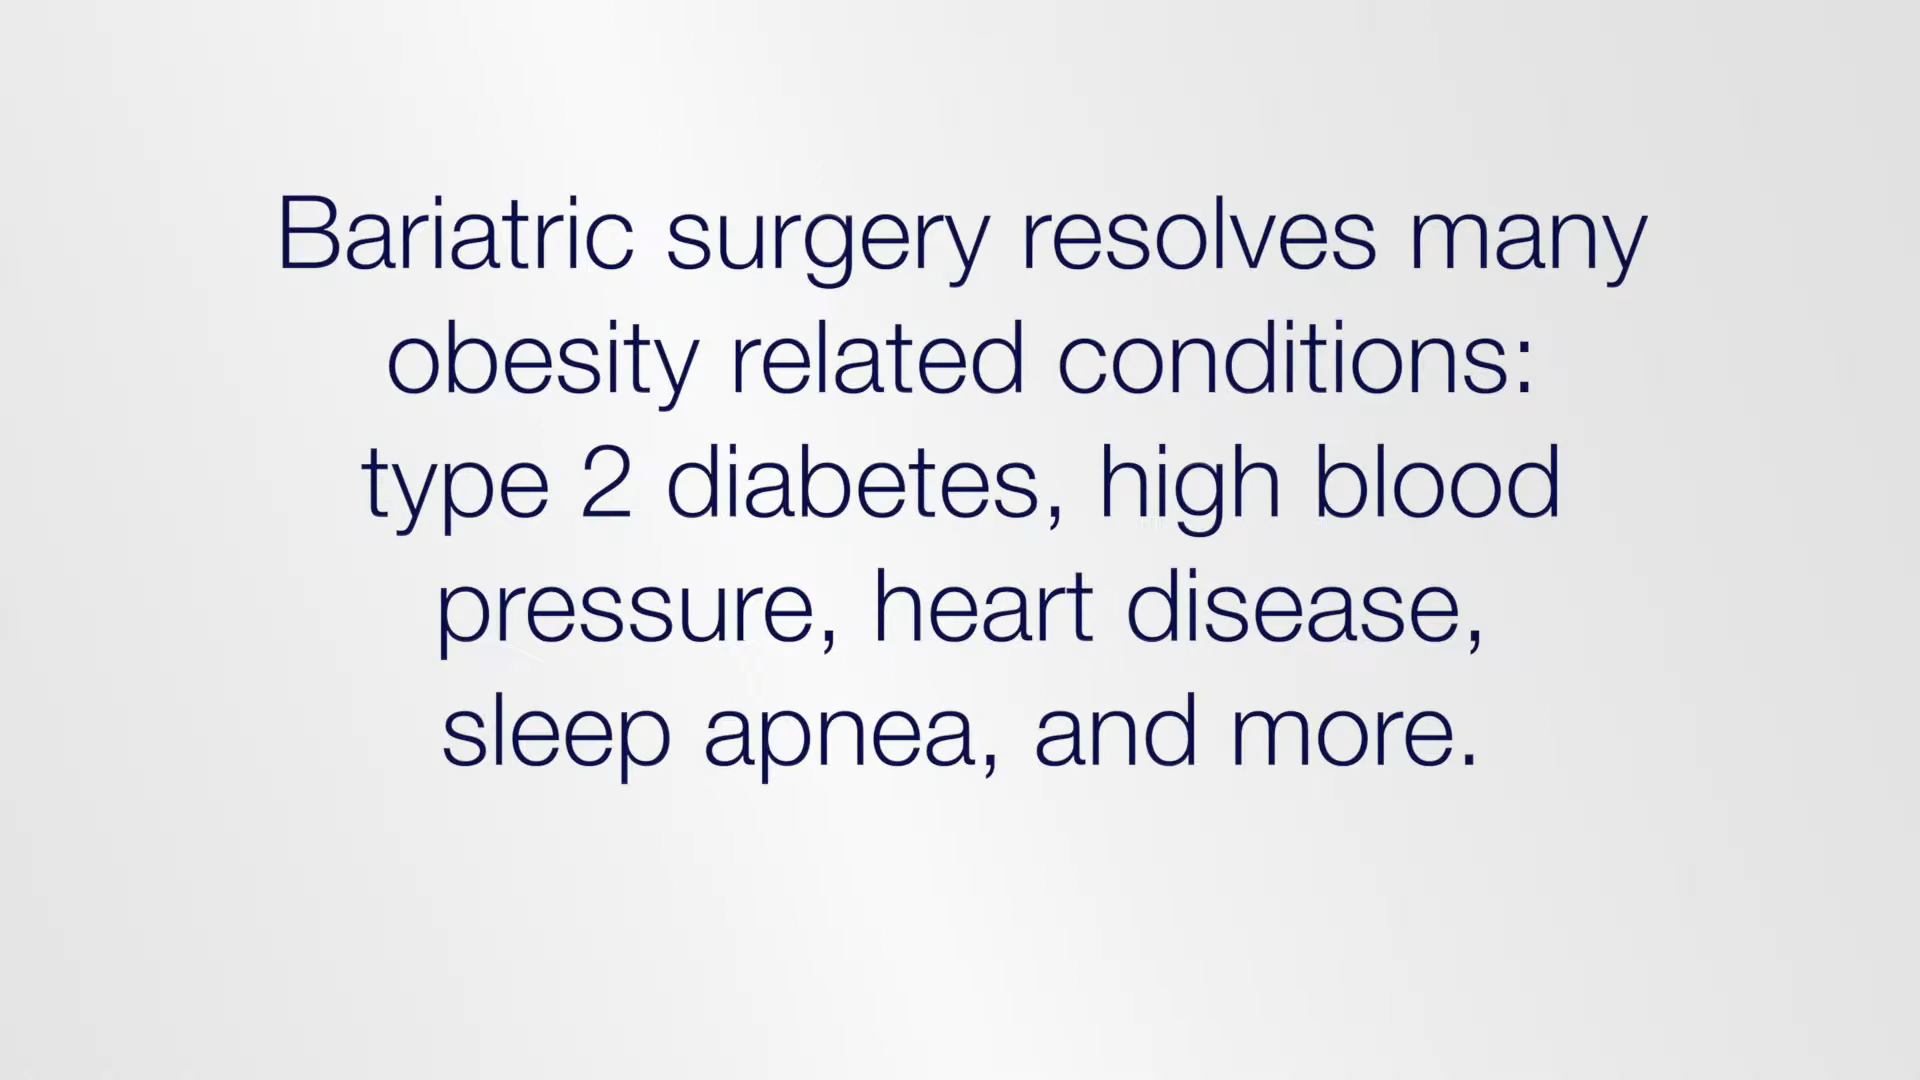 Bariatric surgery resolves many
obesity related conditions:
type 2 diabetes, high blood
pressure, heart disease,
sleep apnea, and more.